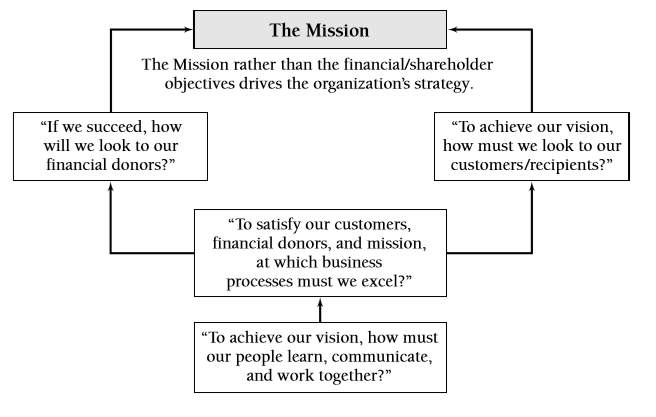 The Mission
The Mission rather than the financial/shareholder
objectives drives the organization's strategy.
“If we succeed, how
will we look to our
financial donors?”
“To achieve our vision,
how must we look to our
customers/recipients?”
“To satisfy our customers,
financial donors, and mission,
at which business
processes must we excel?”
“To achieve our vision, how must
our people learn, communicate,
and work together?”